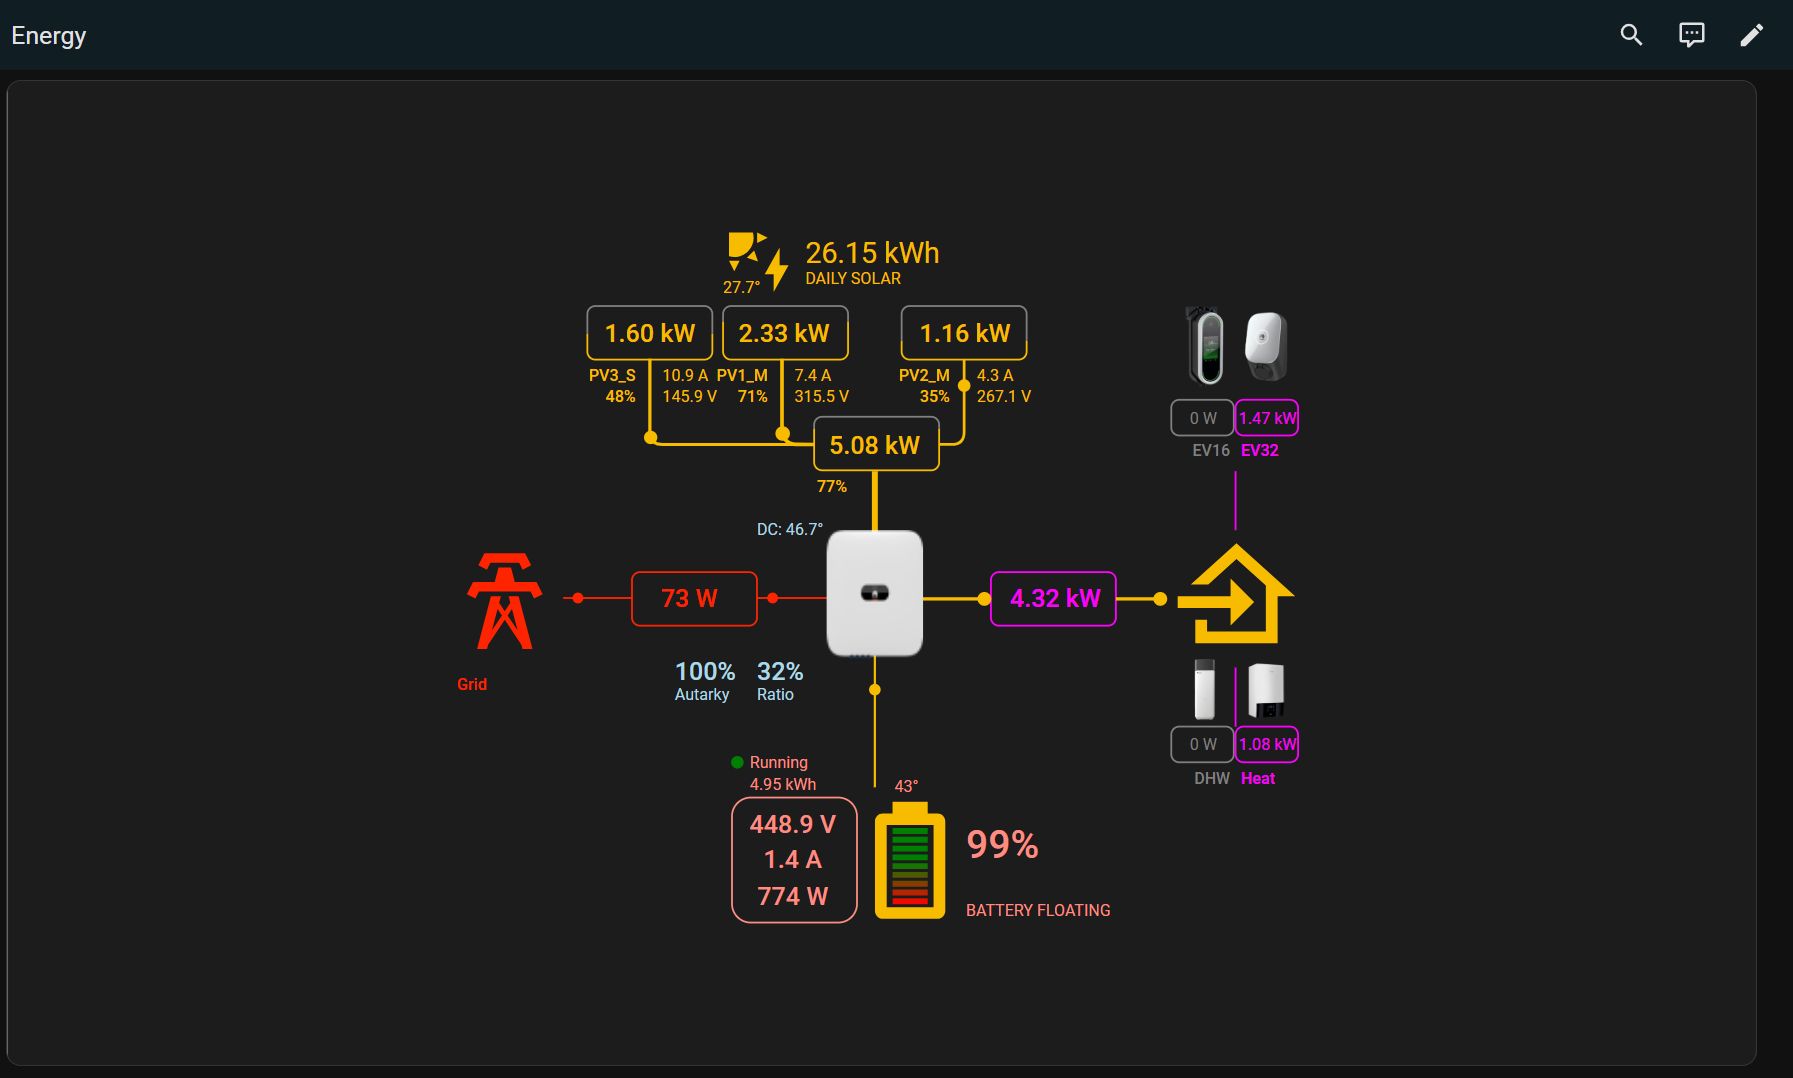 Energy
26.15 kWh
DAILY SOLAR
27.7°
1.60 kW
2.33 kW
1.16 kW
PV3_S
10.9 A
PV1_M
7.4 A
PV2_M
4.3 A
48%
145.9 V
71%
315.5 V
35%
267.1 V
0 W
1.47 kW
EV16
EV32
5.08 kW
77%
DC: 46.7°
73 W
4.32 kW
100%
32%
Autarky
Ratio
Grid
0 W
1.08 kW
DHW
Heat
Running
4.95 kWh
43°
448.9 V
1.4 A
774 W
99%
BATTERY FLOATING